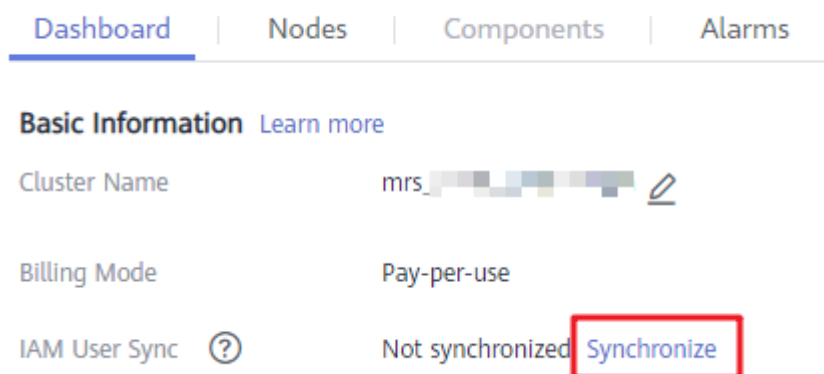 Dashboard Nodes Components Alarms
Basic Information Learn more
Cluster Name mrs_
Billing Mode Pay-per-use
IAM User Sync ? Not synchronized Synchronize